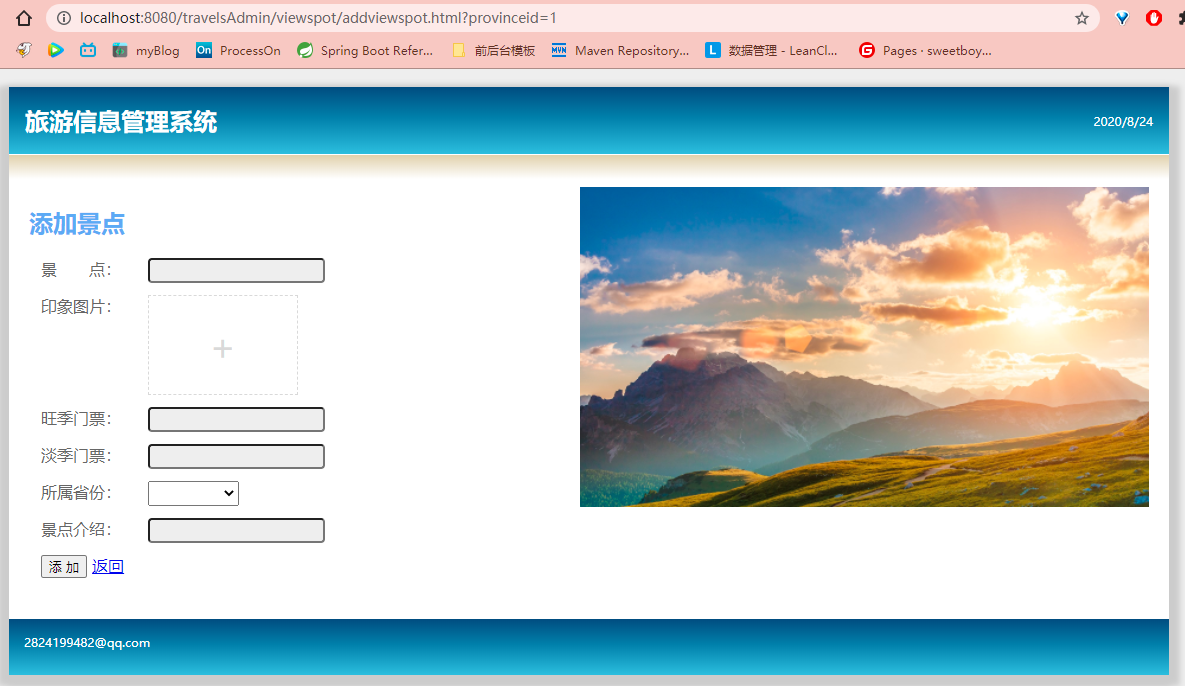 localhost:8080/travelsAdmin/viewspot/addviewspot.html?provinceid=1
myBlog On ProcessOn Spring Boot Refer... 前后台模板 MVN Maven Repository... L 数据管理 - LeanCl... G Pages · sweetboy...
旅游信息管理系统 2020/8/24
添加景点
景 点：
印象图片：
+
旺季门票：
淡季门票：
所属省份：
景点介绍：
添 加 返回
2824199482@qq.com